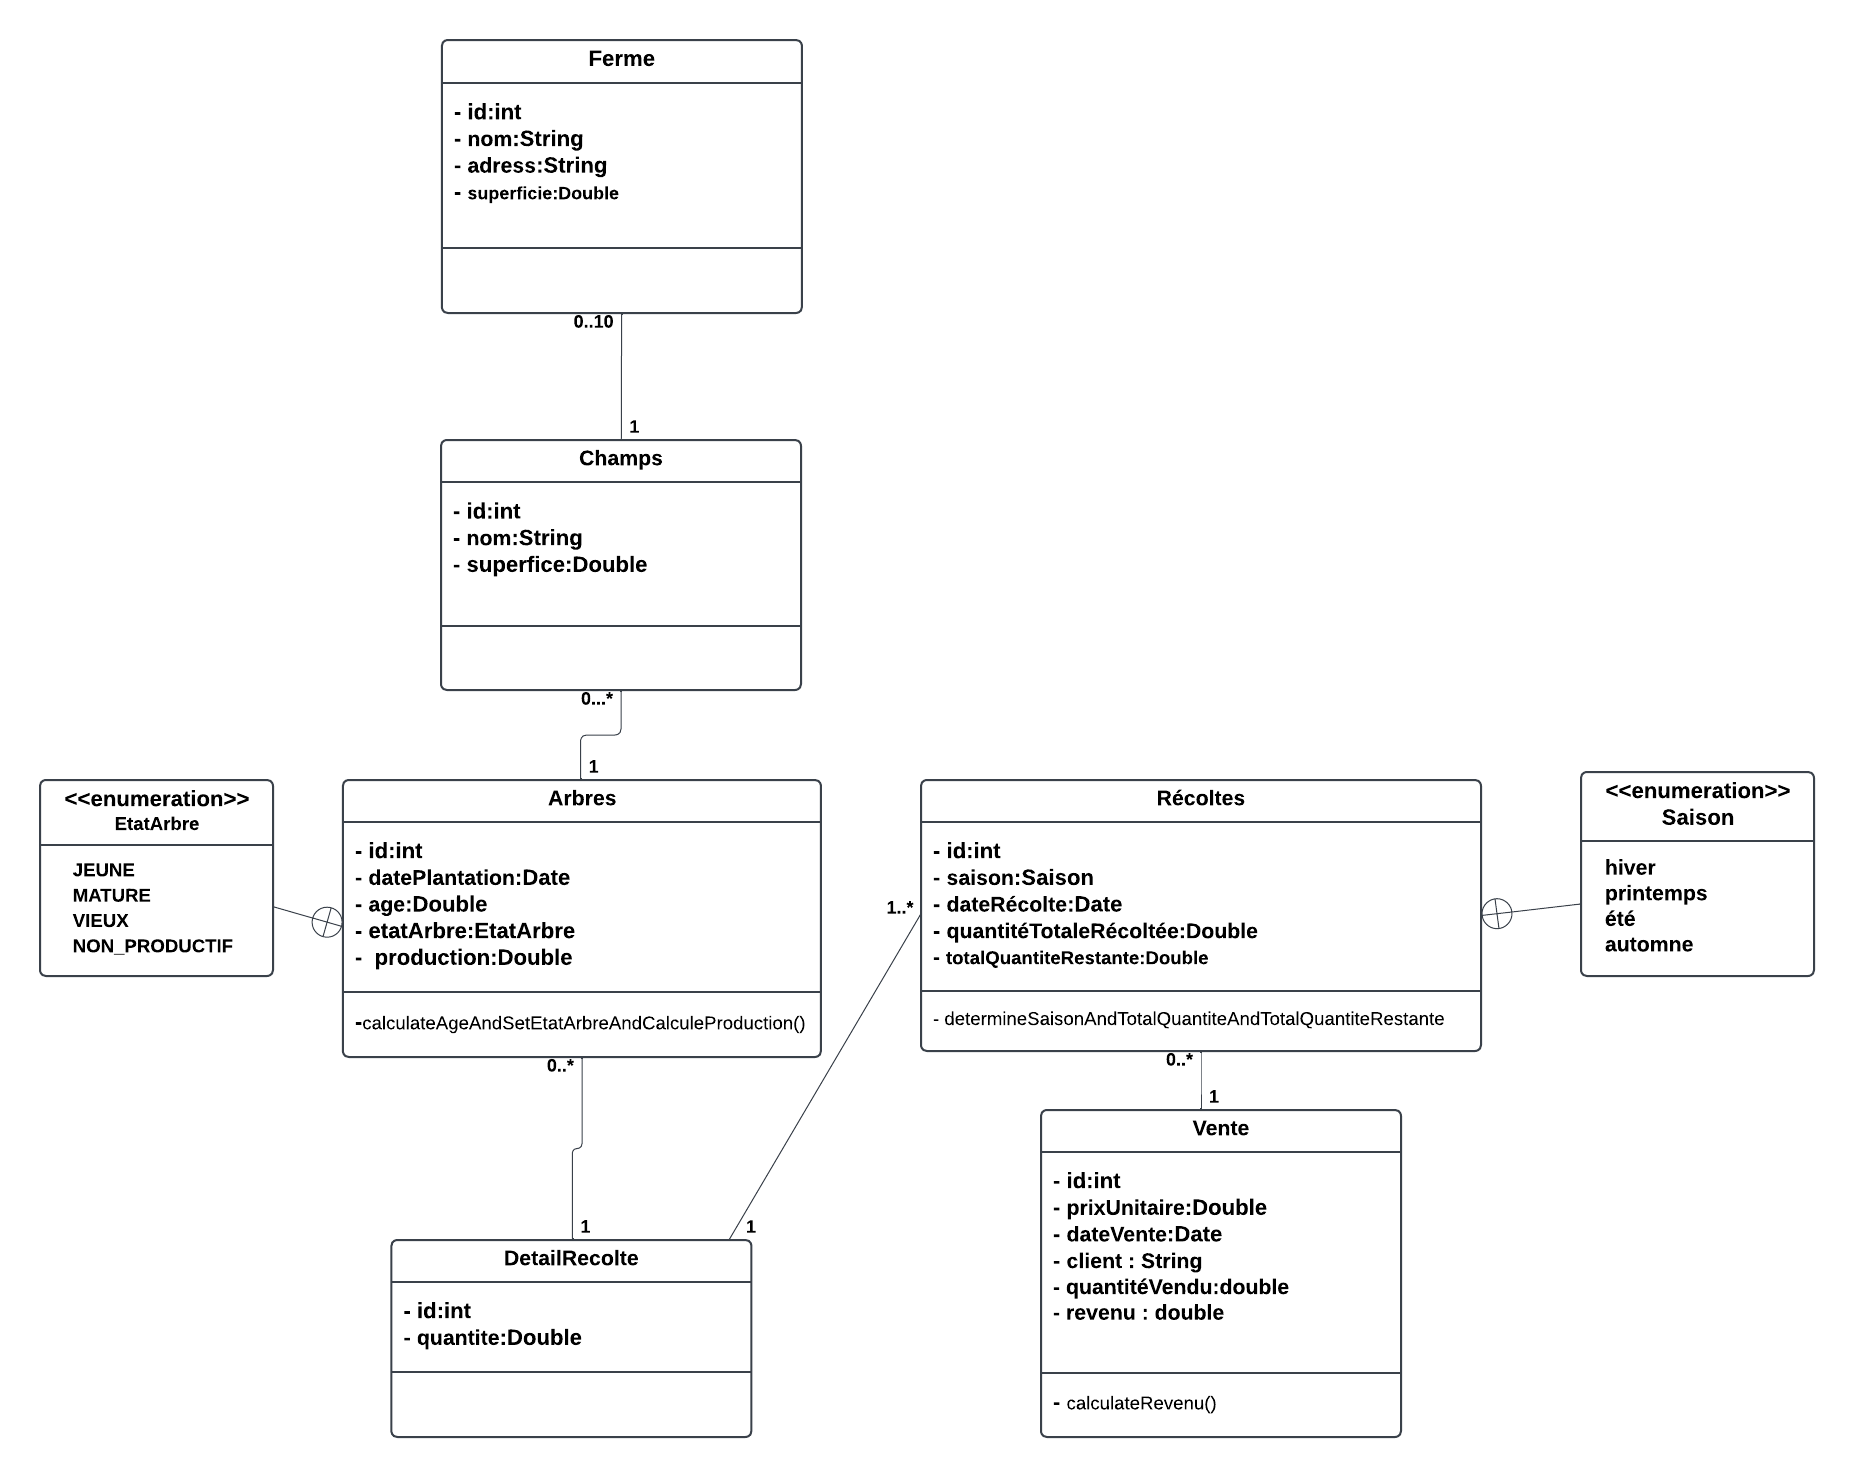 Ferme
- id:int
- nom:String
- adress:String
- superficie:Double
0..10
1
Champs
- id:int
- nom:String
- superfice:Double
0...*
1
<<enumeration>>
EtatArbre
JEUNE
MATURE
VIEUX
NON_PRODUCTIF
Arbres
- id:int
- datePlantation:Date
- age:Double
- etatArbre:EtatArbre
- production:Double
-calculateAgeAndSetEtatArbreAndCalculeProduction()
0..*
1
1..*
1
Récoltes
- id:int
- saison:Saison
- dateRécolte:Date
- quantitéTotaleRécoltée:Double
- totalQuantiteRestante:Double
- determineSaisonAndTotalQuantiteAndTotalQuantiteRestante
<<enumeration>>
Saison
hiver
printemps
été
automne
0..*
1
DetailRecolte
- id:int
- quantite:Double
Vente
- id:int
- prixUnitaire:Double
- dateVente:Date
- client : String
- quantitéVendu:double
- revenu : double
- calculateRevenu()